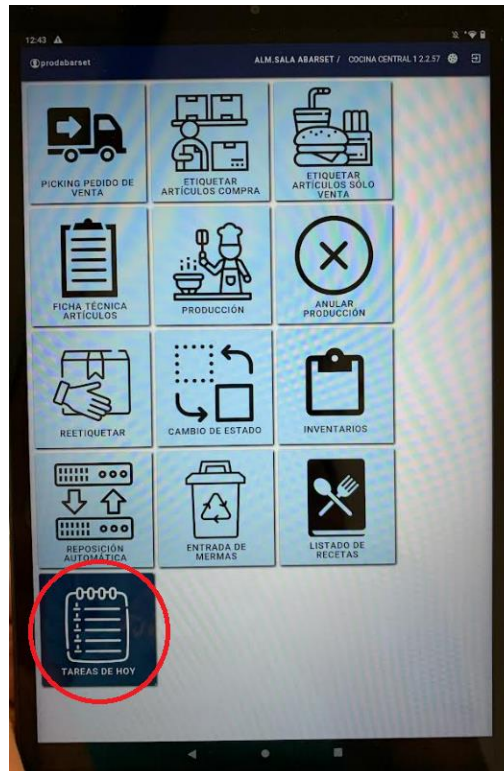 12:43
prodabarset
ALM.SALA ABARSET / COCINA CENTRAL 1 2.2.57
PICKING PEDIDO DE
VENTA
ETIQUETAR
ARTÍCULOS COMPRA
ETIQUETAR
ARTÍCULOS SÓLO
VENTA
FICHA TÉCNICA
ARTÍCULOS
PRODUCCIÓN
ANULAR
PRODUCCIÓN
REETIQUETAR
CAMBIO DE ESTADO
INVENTARIOS
REPOSICIÓN
AUTOMÁTICA
ENTRADA DE
MERMAS
LISTADO DE
RECETAS
TAREAS DE HOY